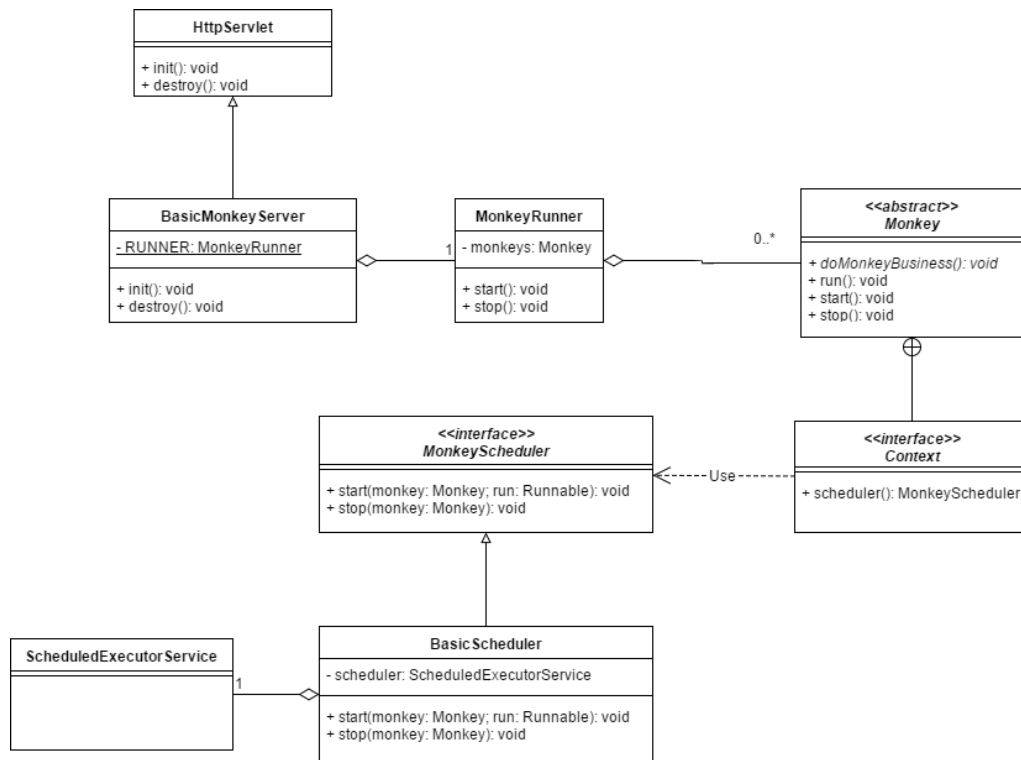 HttpServlet
+ init(): void
+ destroy(): void
BasicMonkeyServer
- RUNNER: MonkeyRunner
+ init(): void
+ destroy(): void
1
MonkeyRunner
- monkeys: Monkey
+ start(): void
+ stop(): void
0..*
<<abstract>>
Monkey
+ doMonkeyBusiness(): void
+ run(): void
+ start(): void
+ stop(): void
<<interface>>
MonkeyScheduler
+ start(monkey: Monkey; run: Runnable): void
+ stop(monkey: Monkey): void
Use
<<interface>>
Context
+ scheduler(): MonkeyScheduler
ScheduledExecutorService
1
BasicScheduler
- scheduler: ScheduledExecutorService
+ start(monkey: Monkey; run: Runnable): void
+ stop(monkey: Monkey): void